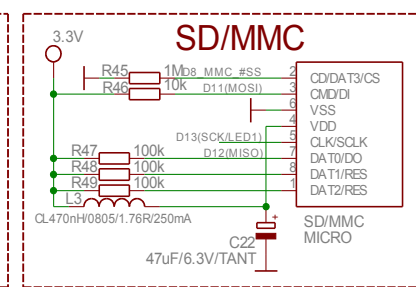 SD/MMC
3.3V
R45 1M D8_MMC_#SS 2 CD/DAT3/CS
R46 10k D11(MOSI) 3 CMD/DI
6 VSS
4 VDD
D13(SCK/LED1) 5 CLK/SCLK
R47 100k D12(MISO) 7 DAT0/DO
R48 100k 8 DAT1/RES
R49 100k 1 DAT2/RES
L3
CL470nH/0805/1.76R/250mA
+
SD/MMC
MICRO
C22
47uF/6.3V/TANT